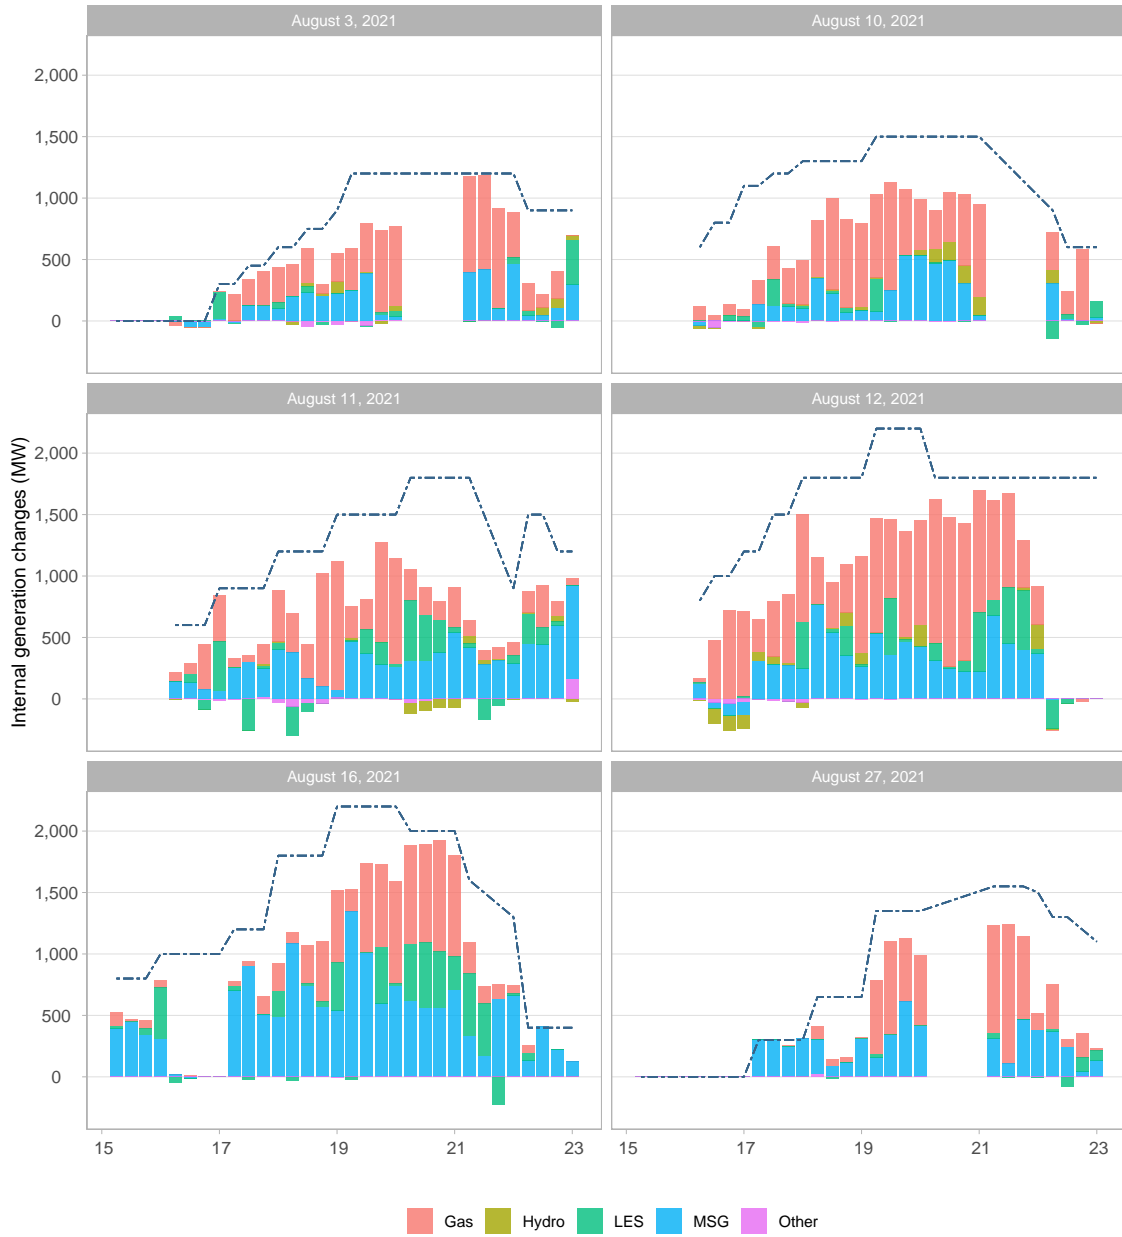 August 3, 2021
August 10, 2021
2,000
1,500
1,000
500
0
August 11, 2021
August 12, 2021
Internal generation changes (MW)
2,000
1,500
1,000
500
0
August 16, 2021
August 27, 2021
2,000
1,500
1,000
500
0
15 17 19 21 23
15 17 19 21 23
Gas Hydro LES MSG Other